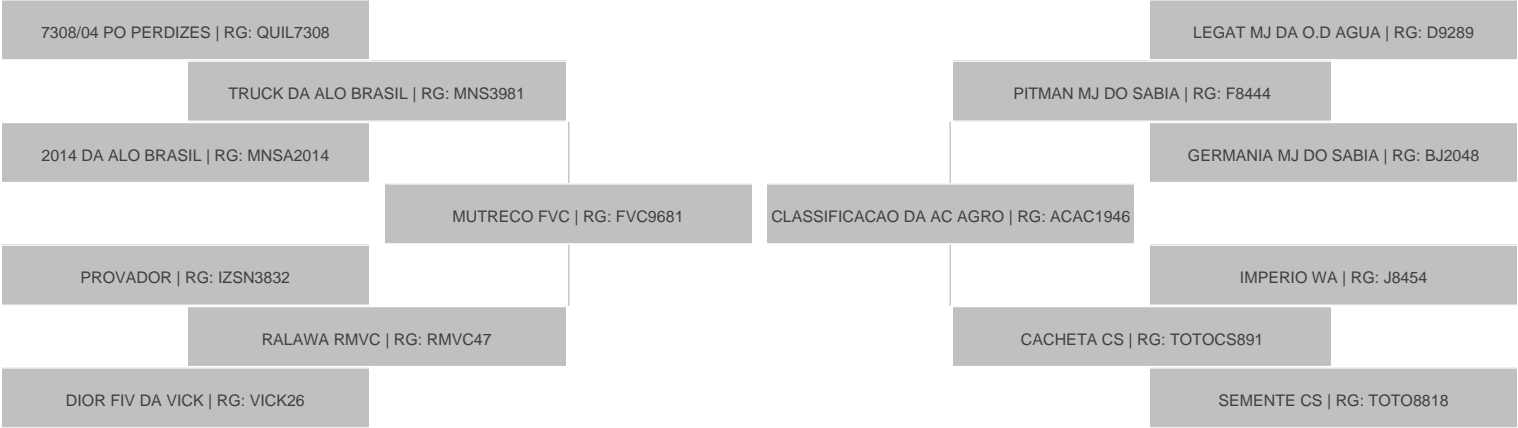 7308/04 PO PERDIZES | RG: QUIL7308
LEGAT MJ DA O.D AGUA | RG: D9289
TRUCK DA ALO BRASIL | RG: MNS3981
PITMAN MJ DO SABIA | RG: F8444
2014 DA ALO BRASIL | RG: MNSA2014
GERMANIA MJ DO SABIA | RG: BJ2048
MUTRECO FVC | RG: FVC9681
CLASSIFICACAO DA AC AGRO | RG: ACAC1946
PROVADOR | RG: IZSN3832
IMPERIO WA | RG: J8454
RALAWA RMVC | RG: RMVC47
CACHETA CS | RG: TOTOCS891
DIOR FIV DA VICK | RG: VICK26
SEMENTE CS | RG: TOTO8818